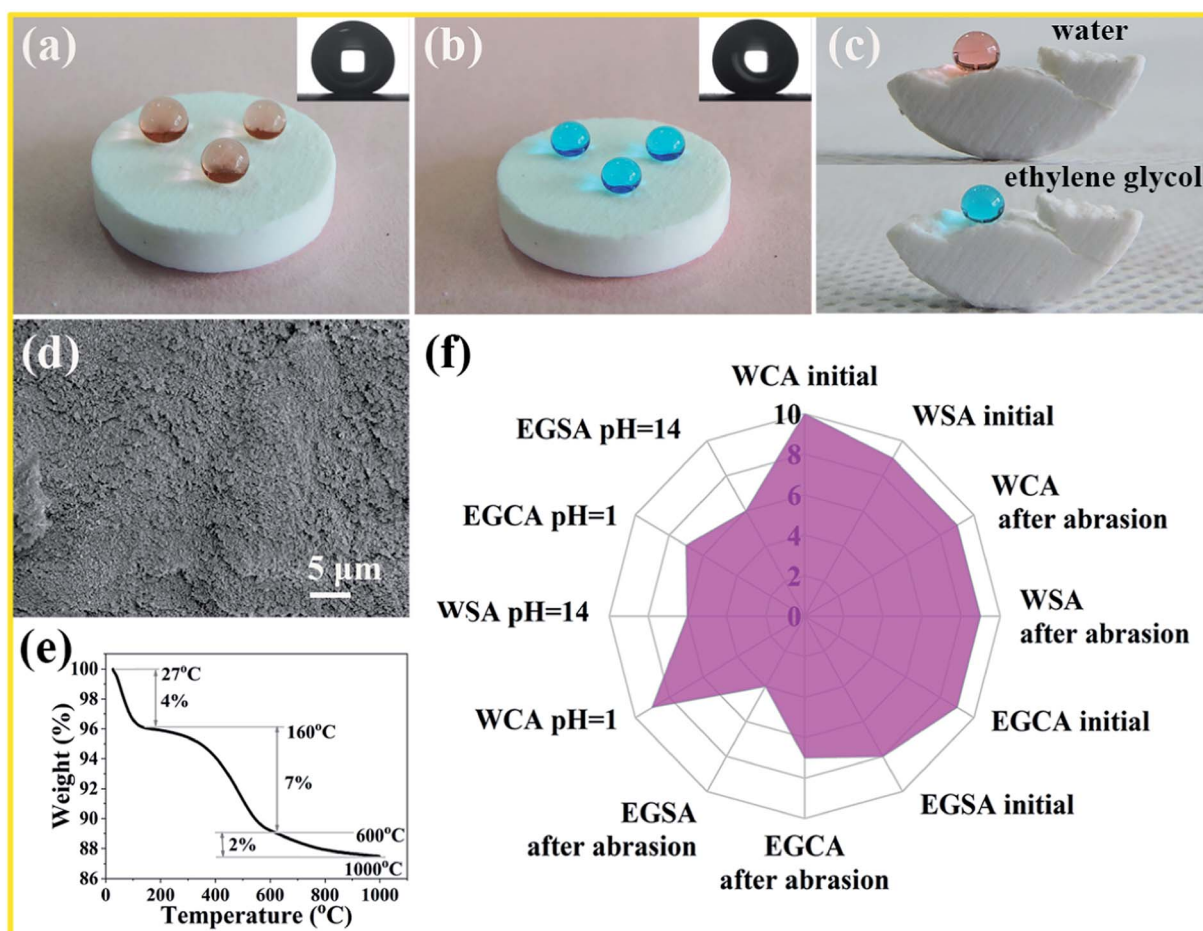 (a)
(b)
(c)
water
ethylene glycol
(d)
5 μm
(e)
100
98
96
94
92
90
88
86
Weight (%)
27°C
4%
160°C
7%
600°C
2%
1000°C
0
200
400
600
800
1000
Temperature (°C)
(f)
WCA initial
WSA initial
WCA
after abrasion
WSA
after abrasion
EGCA initial
EGSA initial
EGCA
after abrasion
EGSA
after abrasion
WCA pH=1
WSA pH=14
EGCA pH=1
EGSA pH=14
10
8
6
4
2
0